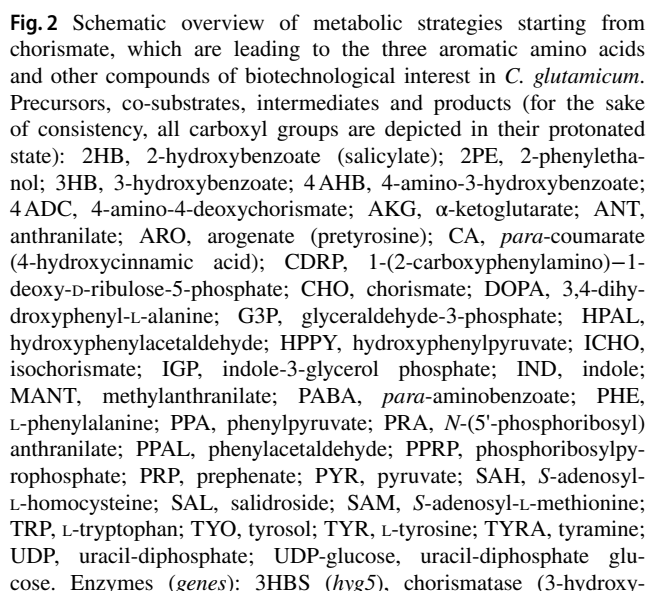 Fig. 2 Schematic overview of metabolic strategies starting from
chorismate, which are leading to the three aromatic amino acids
and other compounds of biotechnological interest in C. glutamicum.
Precursors, co-substrates, intermediates and products (for the sake
of consistency, all carboxyl groups are depicted in their protonated
state): 2HB, 2-hydroxybenzoate (salicylate); 2PE, 2-phenyletha-
nol; 3HB, 3-hydroxybenzoate; 4 AHB, 4-amino-3-hydroxybenzoate;
4 ADC, 4-amino-4-deoxychorismate; AKG, α-ketoglutarate; ANT,
anthranilate; ARO, arogenate (pretyrosine); CA, para-coumarate
(4-hydroxycinnamic acid); CDRP, 1-(2-carboxyphenylamino)−1-
deoxy-D-ribulose-5-phosphate; CHO, chorismate; DOPA, 3,4-dihy-
droxyphenyl-L-alanine; G3P, glyceraldehyde-3-phosphate; HPAL,
hydroxyphenylacetaldehyde; HPPY, hydroxyphenylpyruvate; ICHO,
isochorismate; IGP, indole-3-glycerol phosphate; IND, indole;
MANT, methylanthranilate; PABA, para-aminobenzoate; PHE,
L-phenylalanine; PPA, phenylpyruvate; PRA, N-(5'-phosphoribosyl)
anthranilate; PPAL, phenylacetaldehyde; PPRP, phosphoribosylpy-
rophosphate; PRP, prephenate; PYR, pyruvate; SAH, S-adenosyl-
L-homocysteine; SAL, salidroside; SAM, S-adenosyl-L-methionine;
TRP, L-tryptophan; TYO, tyrosol; TYR, L-tyrosine; TYRA, tyramine;
UDP, uracil-diphosphate; UDP-glucose, uracil-diphosphate glu-
cose. Enzymes (genes): 3HBS (hyg5), chorismatase (3-hydroxy-